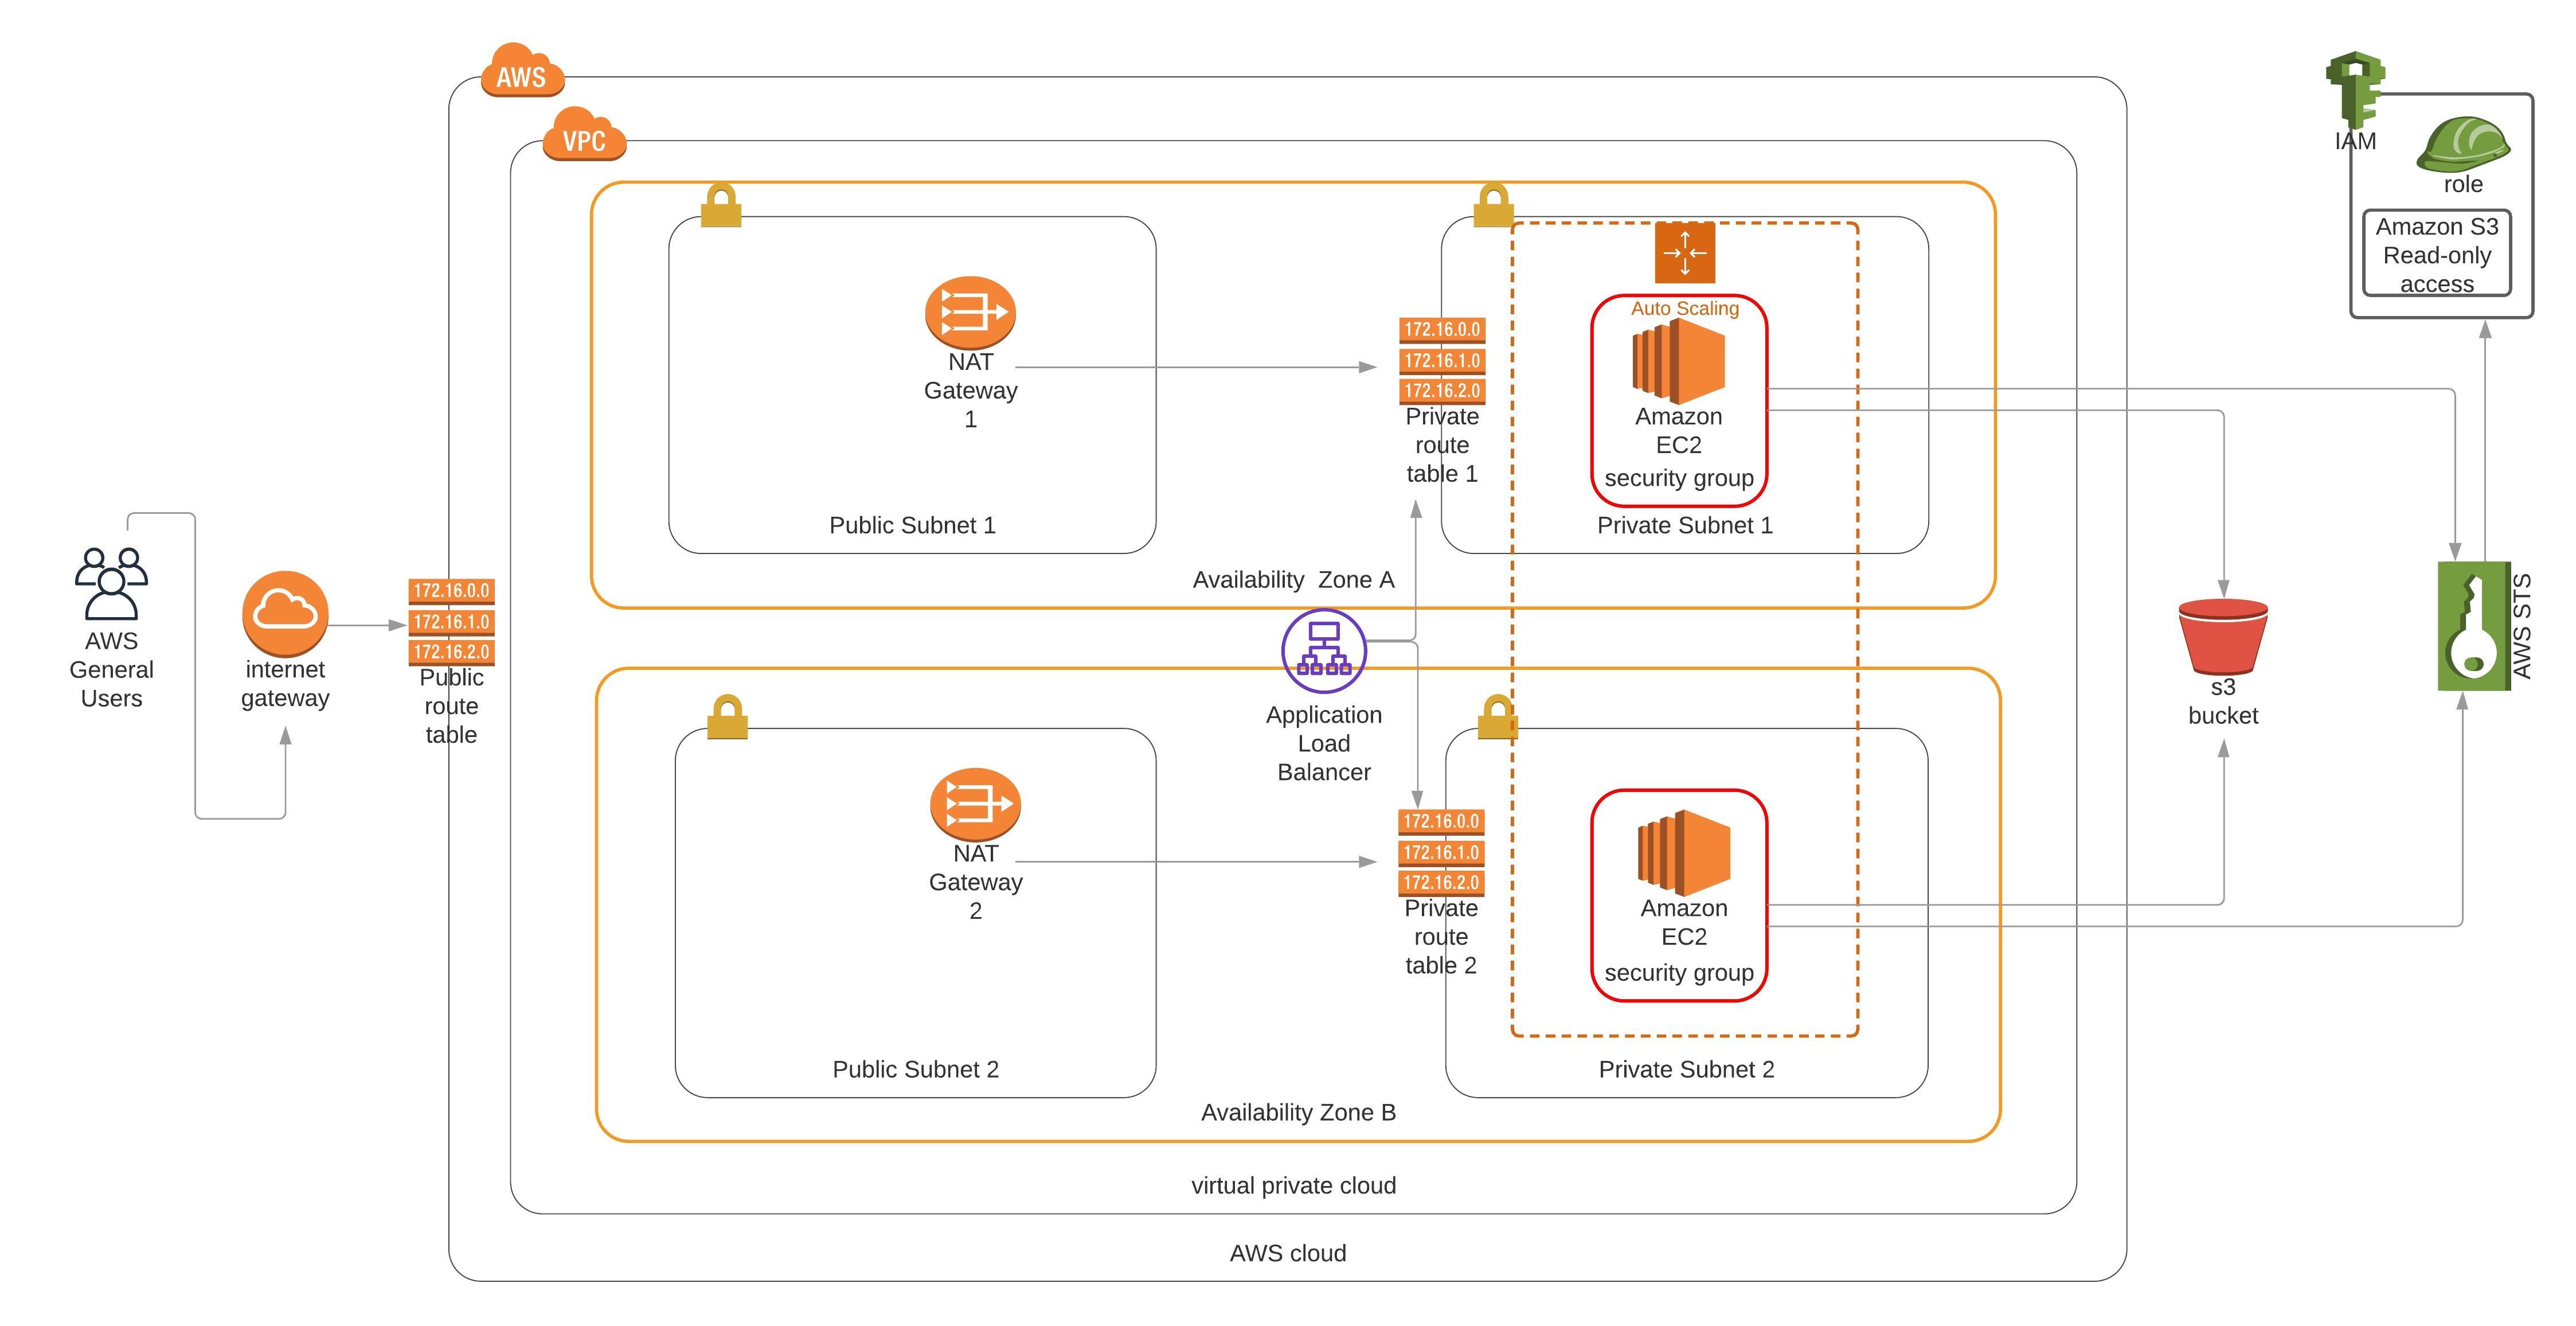 AWS
VPC
IAM
role
Amazon S3
Read-only
access
Auto Scaling
NAT
Gateway
1
172.16.0.0
172.16.1.0
172.16.2.0
Private
route
table 1
Amazon
EC2
security group
Public Subnet 1
Private Subnet 1
Availability  Zone A
AWS
General
Users
internet
gateway
172.16.0.0
172.16.1.0
172.16.2.0
Public
route
table
Application
Load
Balancer
s3
bucket
AWS STS
NAT
Gateway
2
172.16.0.0
172.16.1.0
172.16.2.0
Private
route
table 2
Amazon
EC2
security group
Public Subnet 2
Private Subnet 2
Availability Zone B
virtual private cloud
AWS cloud